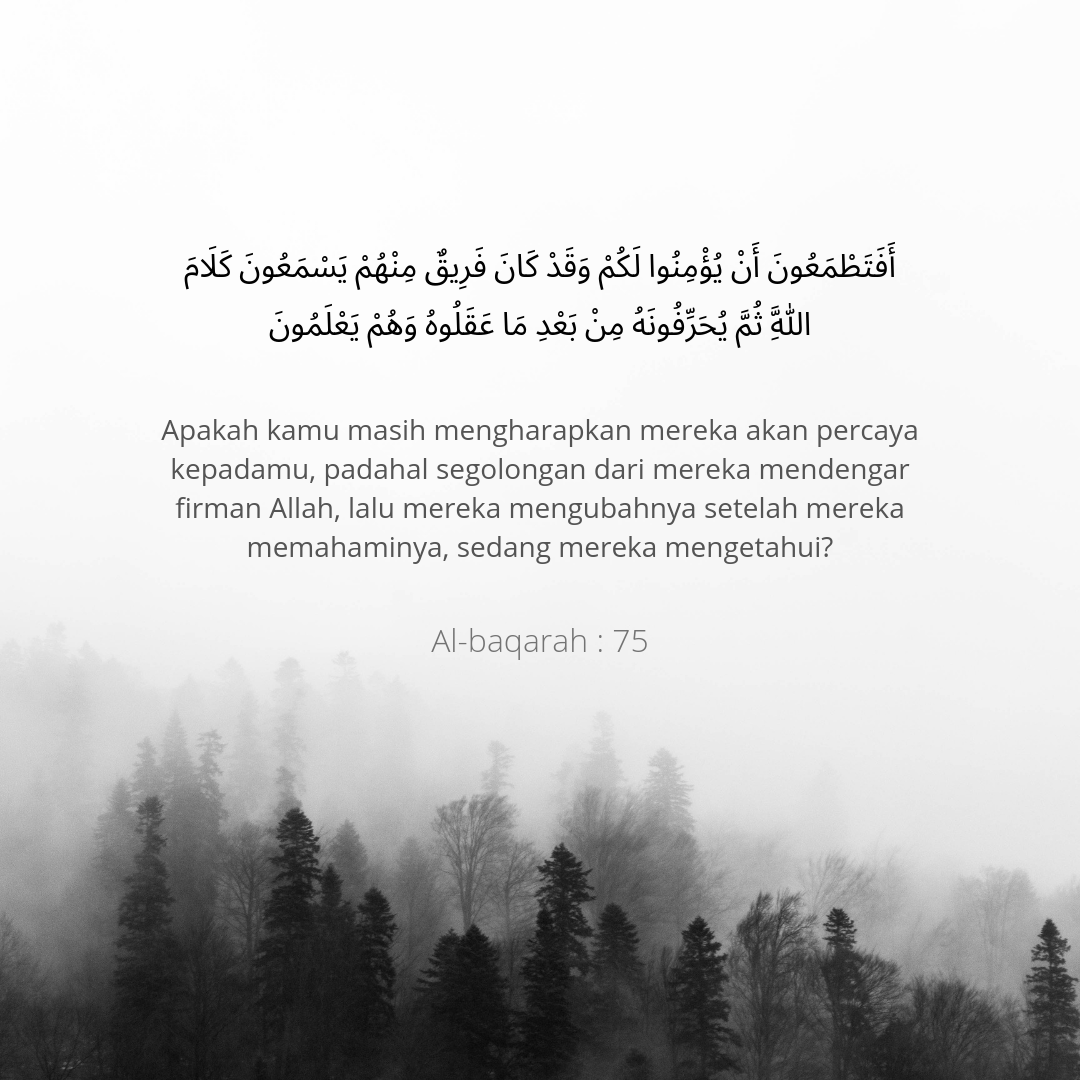 أَفَتَطْمَعُونَ أَنْ يُؤْمِنُوا لَكُمْ وَقَدْ كَانَ فَرِيقٌ مِنْهُمْ يَسْمَعُونَ كَلَامَ
اللَّهِ ثُمَّ يُحَرِّفُونَهُ مِنْ بَعْدِ مَا عَقَلُوهُ وَهُمْ يَعْلَمُونَ
Apakah kamu masih mengharapkan mereka akan percaya
kepadamu, padahal segolongan dari mereka mendengar
firman Allah, lalu mereka mengubahnya setelah mereka
memahaminya, sedang mereka mengetahui?
Al-baqarah : 75